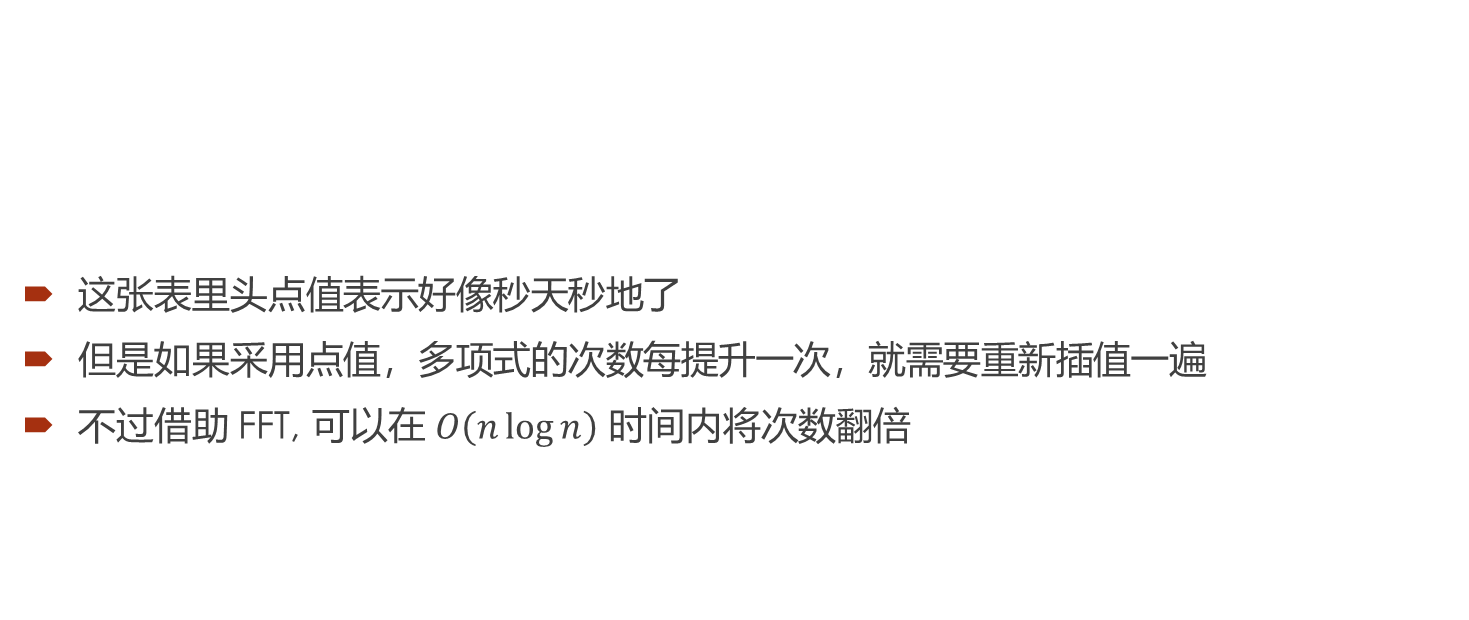 这张表里头点值表示好像秒天秒地了
但是如果采用点值，多项式的次数每提升一次，就需要重新插值一遍
不过借助 FFT, 可以在 O(n log n) 时间内将次数翻倍